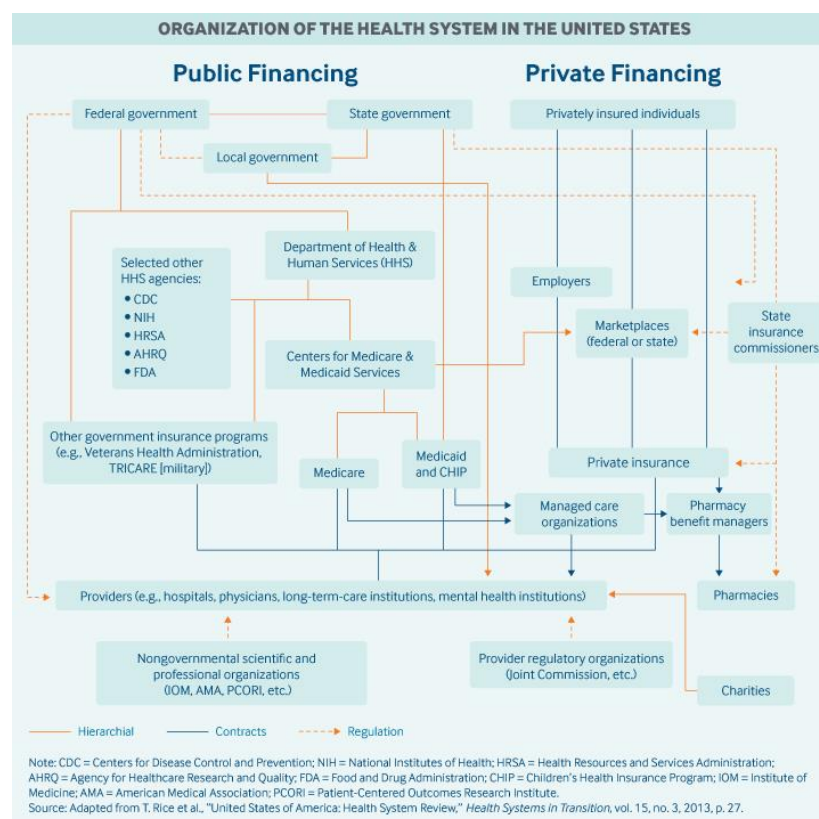 ORGANIZATION OF THE HEALTH SYSTEM IN THE UNITED STATES
Public Financing
Private Financing
Federal government
State government
Privately insured individuals
Local government
Department of Health &
Human Services (HHS)
Selected other
HHS agencies:
• CDC
• NIH
• HRSA
• AHRQ
• FDA
Employers
Marketplaces
(federal or state)
State
insurance
commissioners
Centers for Medicare &
Medicaid Services
Other government insurance programs
(e.g., Veterans Health Administration,
TRICARE [military])
Medicare
Medicaid
and CHIP
Private insurance
Managed care
organizations
Pharmacy
benefit managers
Providers (e.g., hospitals, physicians, long-term-care institutions, mental health institutions)
Pharmacies
Nongovernmental scientific and
professional organizations
(IOM, AMA, PCORI, etc.)
Provider regulatory organizations
(Joint Commission, etc.)
Charities
Hierarchial
Contracts
Regulation
Note: CDC = Centers for Disease Control and Prevention; NIH = National Institutes of Health; HRSA = Health Resources and Services Administration;
AHRQ = Agency for Healthcare Research and Quality; FDA = Food and Drug Administration; CHIP = Children's Health Insurance Program; IOM = Institute of
Medicine; AMA = American Medical Association; PCORI = Patient-Centered Outcomes Research Institute.
Source: Adapted from T. Rice et al., "United States of America: Health System Review," Health Systems in Transition, vol. 15, no. 3, 2013, p. 27.